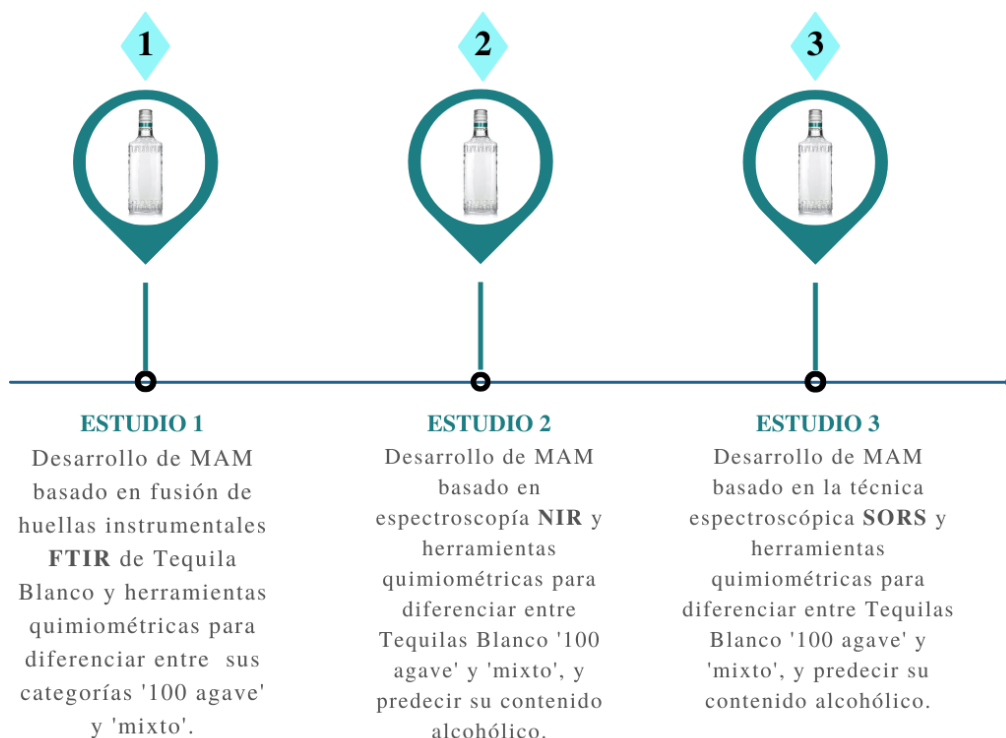 1
2
3
ESTUDIO 1
Desarrollo de MAM
basado en fusión de
huellas instrumentales
FTIR de Tequila
Blanco y herramientas
quimiométricas para
diferenciar entre sus
categorías '100 agave'
y 'mixto'.
ESTUDIO 2
Desarrollo de MAM
basado en
espectroscopía NIR y
herramientas
quimiométricas para
diferenciar entre
Tequilas Blanco '100
agave' y 'mixto', y
predecir su contenido
alcohólico.
ESTUDIO 3
Desarrollo de MAM
basado en la técnica
espectroscópica SORS y
herramientas
quimiométricas para
diferenciar entre Tequilas
Blanco '100 agave' y
'mixto', y predecir su
contenido alcohólico.